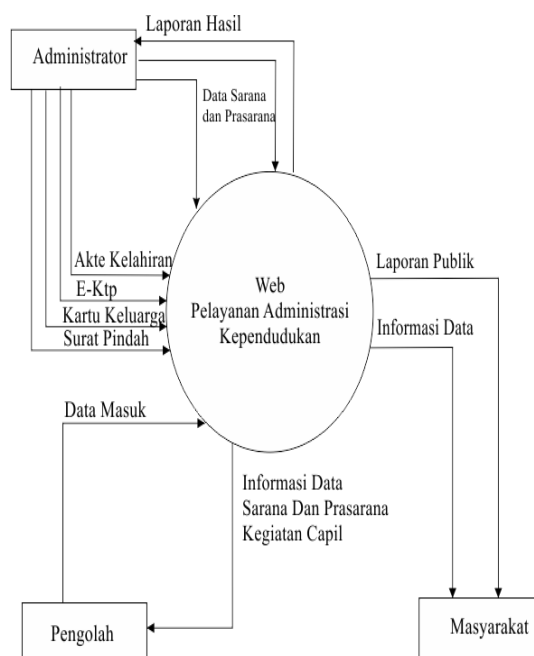 Laporan Hasil
Administrator
Data Sarana
dan Prasarana
Akte Kelahiran
E-Ktp
Kartu Keluarga
Surat Pindah
Web
Pelayanan Administrasi
Kependudukan
Laporan Publik
Informasi Data
Data Masuk
Informasi Data
Sarana Dan Prasarana
Kegiatan Capil
Pengolah
Masyarakat